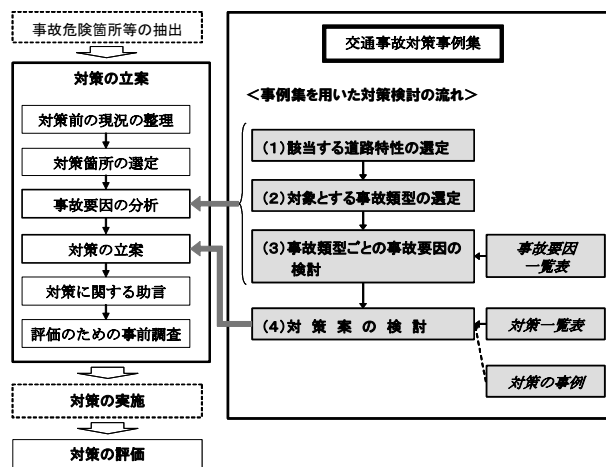 事故危険箇所等の抽出
対策の立案
対策前の現況の整理
対策箇所の選定
事故要因の分析
対策の立案
対策に関する助言
評価のための事前調査
対策の実施
対策の評価
交通事故対策事例集
＜事例集を用いた対策検討の流れ＞
(1)該当する道路特性の選定
(2)対象とする事故類型の選定
(3)事故類型ごとの事故要因の
検討
事故要因
一覧表
(4)対 策 案 の 検 討
対策一覧表
対策の事例